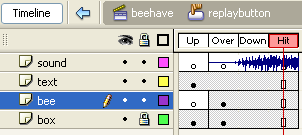 Timeline beehave replaybutton
Up Over Down Hit
sound
text
bee
box